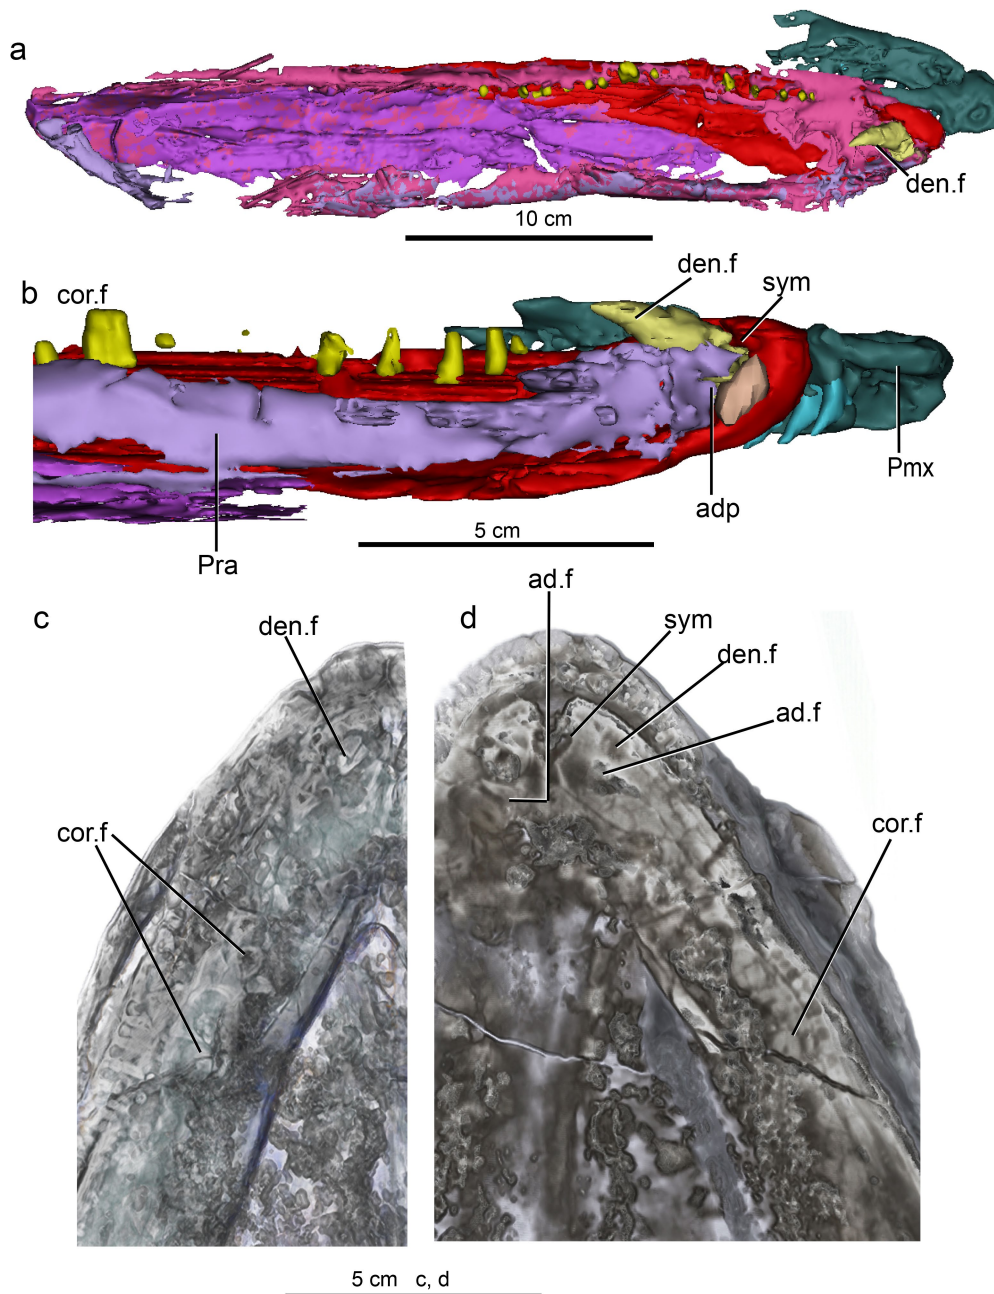 a
den.f
10 cm
b
cor.f
den.f
sym
Pmx
adp
5 cm
Pra
ad.f
c
d
den.f
sym
den.f
ad.f
cor.f
cor.f
5 cm c, d